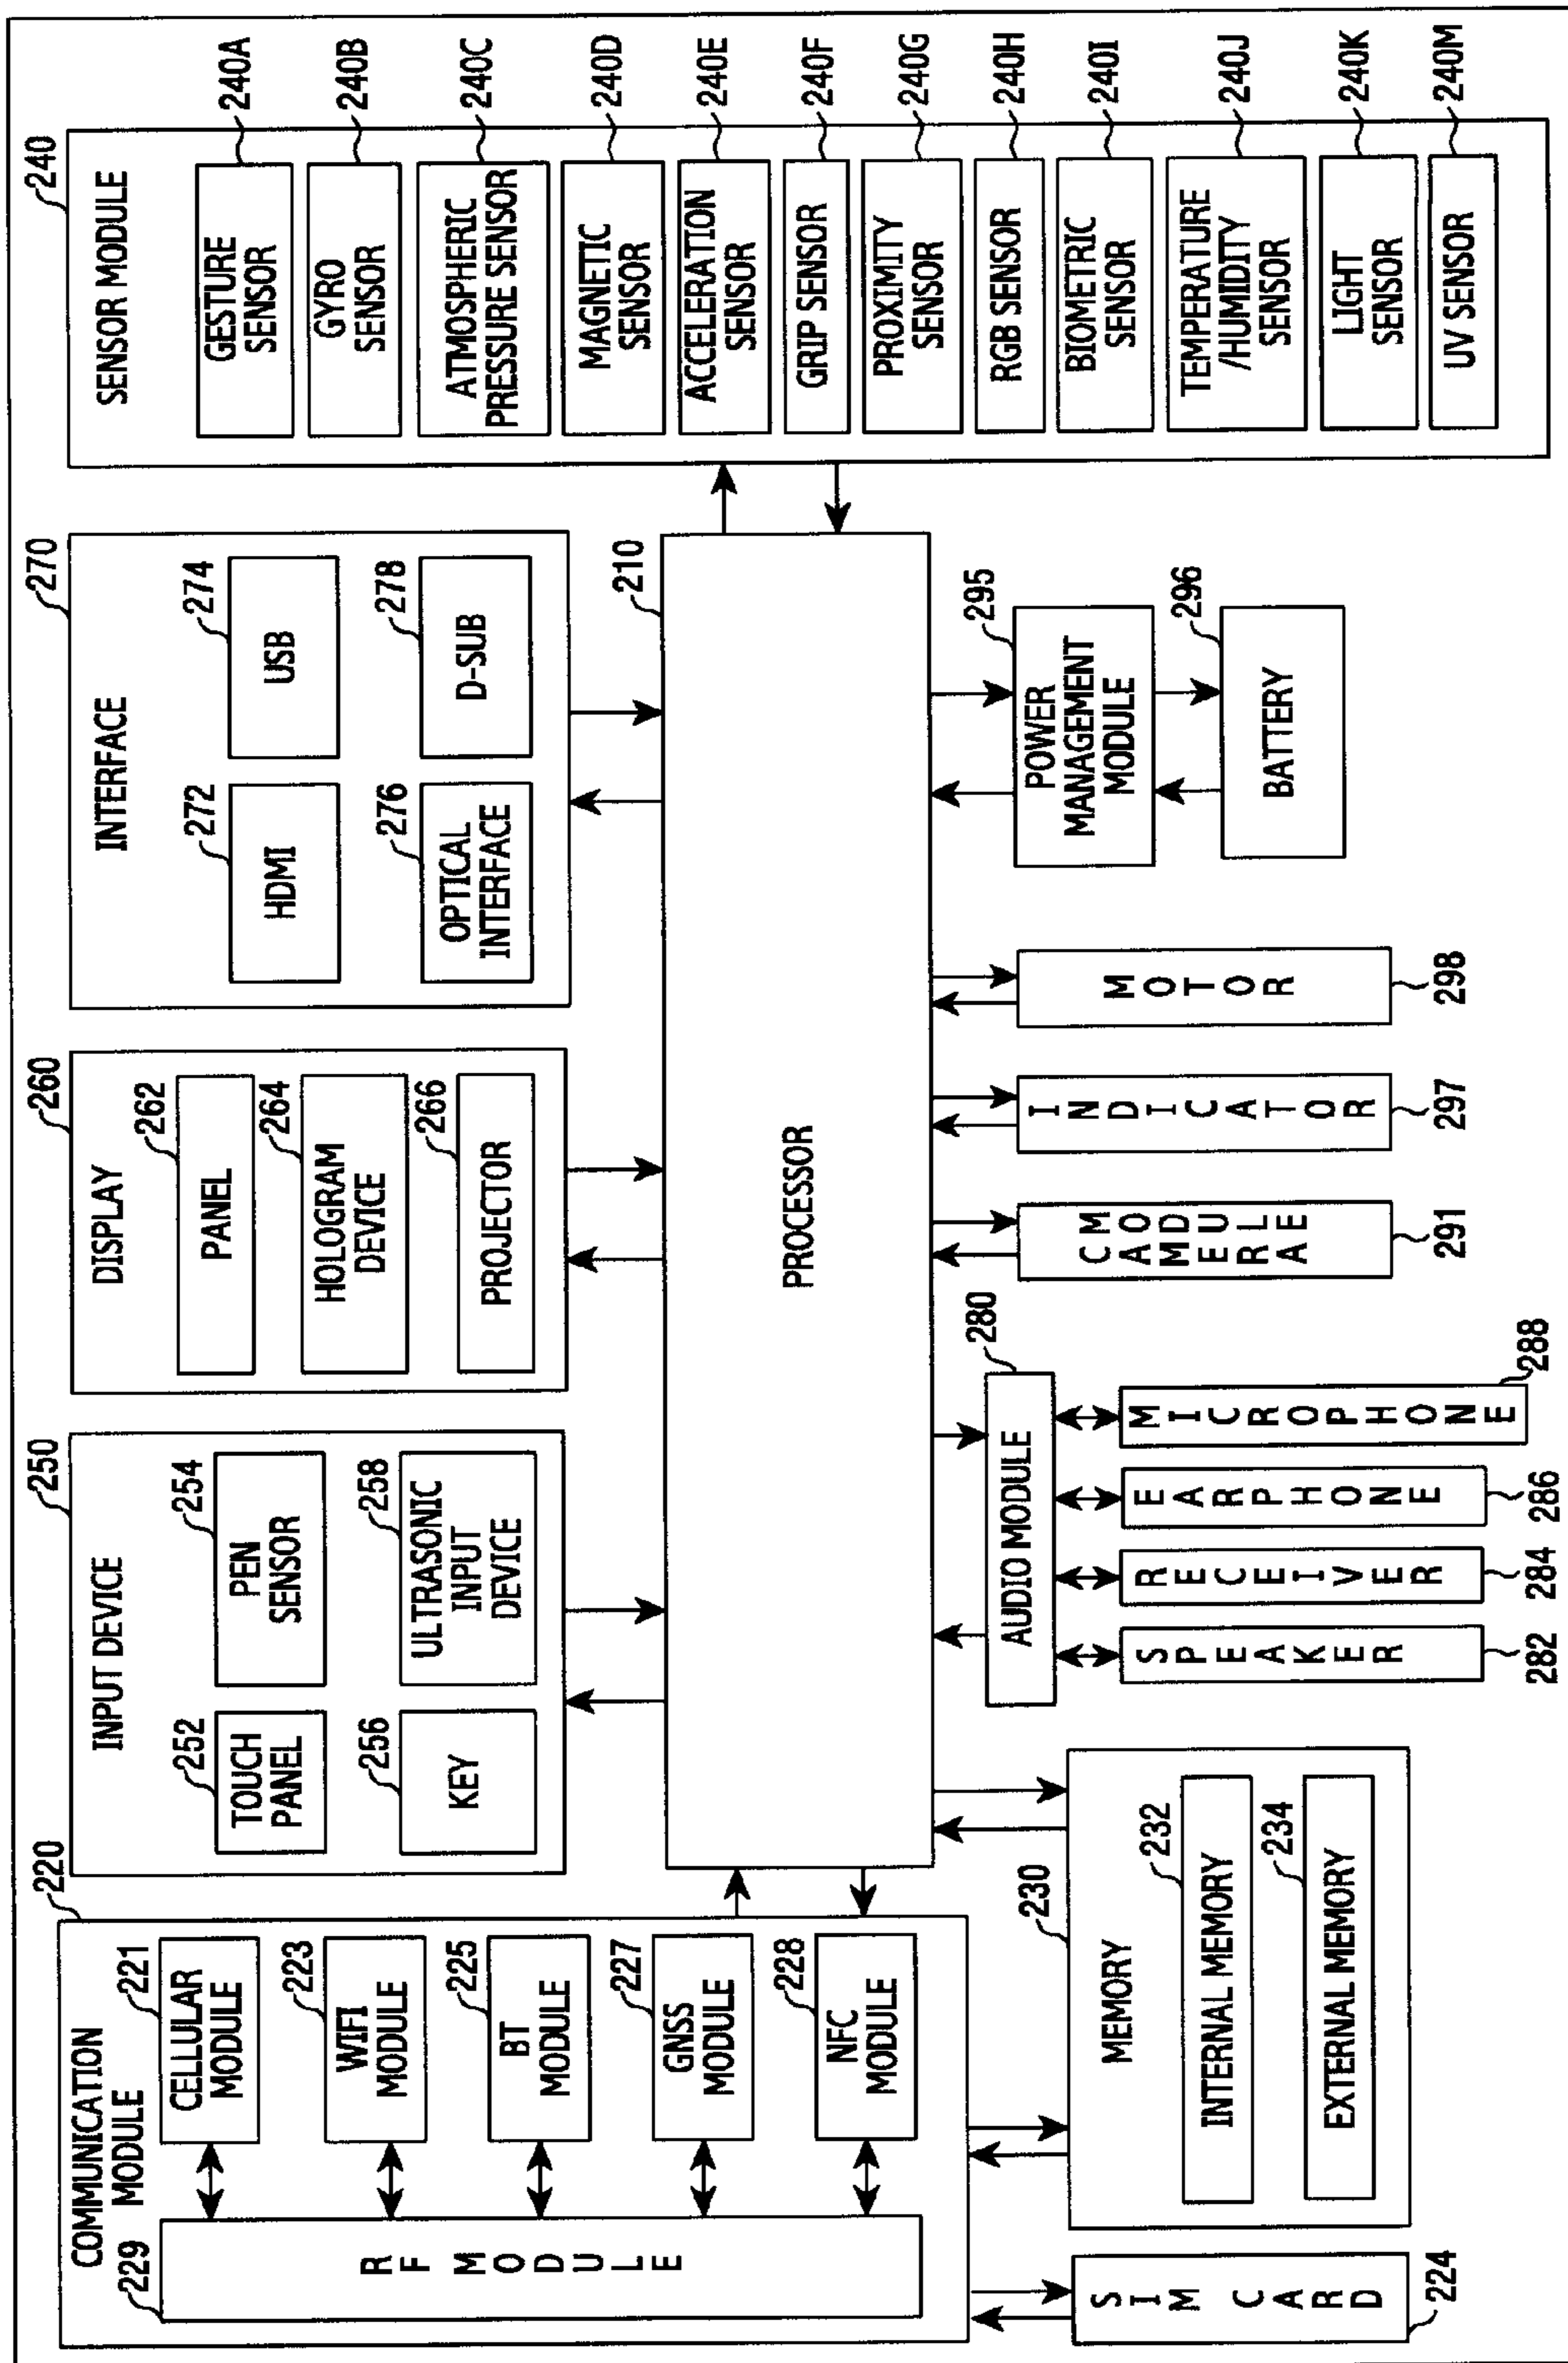 COMMUNICATION
MODULE
220
229
RF MODULE
221
CELLULAR
MODULE
223
WIFI
MODULE
225
BT
MODULE
227
GNSS
MODULE
228
NFC
MODULE
250
INPUT DEVICE
252
TOUCH
PANEL
254
PEN
SENSOR
256
KEY
258
ULTRASONIC
INPUT
DEVICE
260
DISPLAY
262
PANEL
264
HOLOGRAM
DEVICE
266
PROJECTOR
270
INTERFACE
272
HDMI
274
USB
276
OPTICAL
INTERFACE
278
D-SUB
240
SENSOR MODULE
GESTURE
SENSOR
240A
GYRO
SENSOR
240B
ATMOSPHERIC
PRESSURE SENSOR
240C
MAGNETIC
SENSOR
240D
ACCELERATION
SENSOR
240E
GRIP SENSOR
240F
PROXIMITY
SENSOR
240G
RGB SENSOR
240H
BIOMETRIC
SENSOR
240I
TEMPERATURE
/HUMIDITY
SENSOR
240J
LIGHT
SENSOR
240K
UV SENSOR
240M
210
PROCESSOR
SIM CARD
224
230
MEMORY
232
INTERNAL MEMORY
234
EXTERNAL MEMORY
280
AUDIO MODULE
SPEAKER
282
RECEIVER
284
EARPHONE
286
MICROPHONE
288
CAMERA
MODULE
291
INDICATOR
297
MOTOR
298
295
POWER
MANAGEMENT
MODULE
296
BATTERY